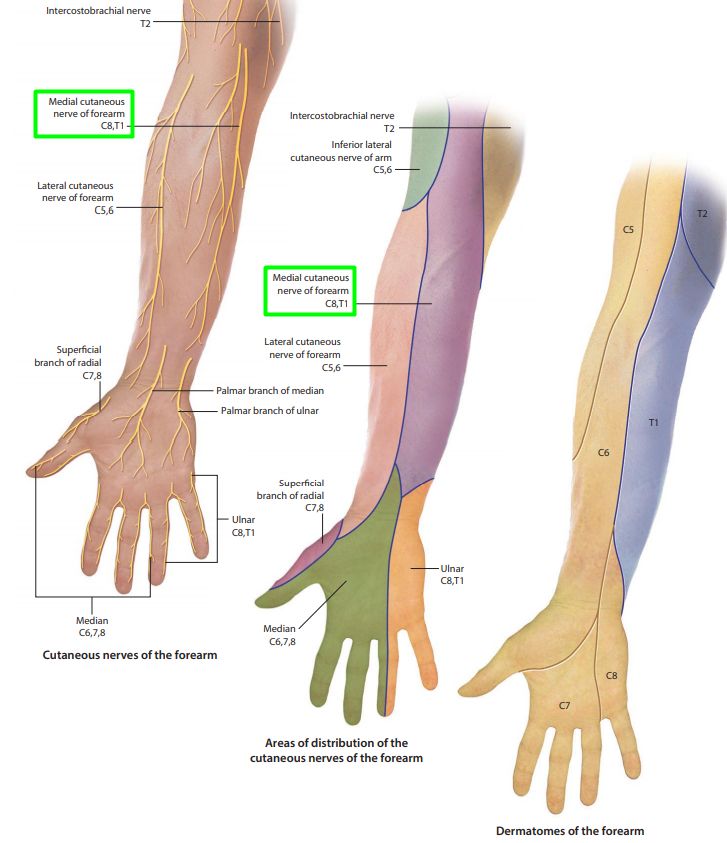 Intercostobrachial nerve
T2
Medial cutaneous
nerve of forearm
C8,T1
Lateral cutaneous
nerve of forearm
C5,6
Superficial
branch of radial
C7,8
Palmar branch of median
Palmar branch of ulnar
Ulnar
C8,T1
Median
C6,7,8
Cutaneous nerves of the forearm
Intercostobrachial nerve
T2
Inferior lateral
cutaneous nerve of arm
C5,6
Medial cutaneous
nerve of forearm
C8,T1
Lateral cutaneous
nerve of forearm
C5,6
Superficial
branch of radial
C7,8
Ulnar
C8,T1
Median
C6,7,8
Areas of distribution of the
cutaneous nerves of the forearm
T2
C5
T1
C6
C8
C7
Dermatomes of the forearm